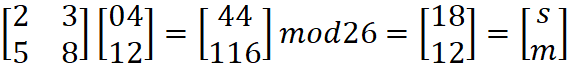 [2 3
5 8] [04
12] = [44
116] mod26 = [18
12] = [s
m]